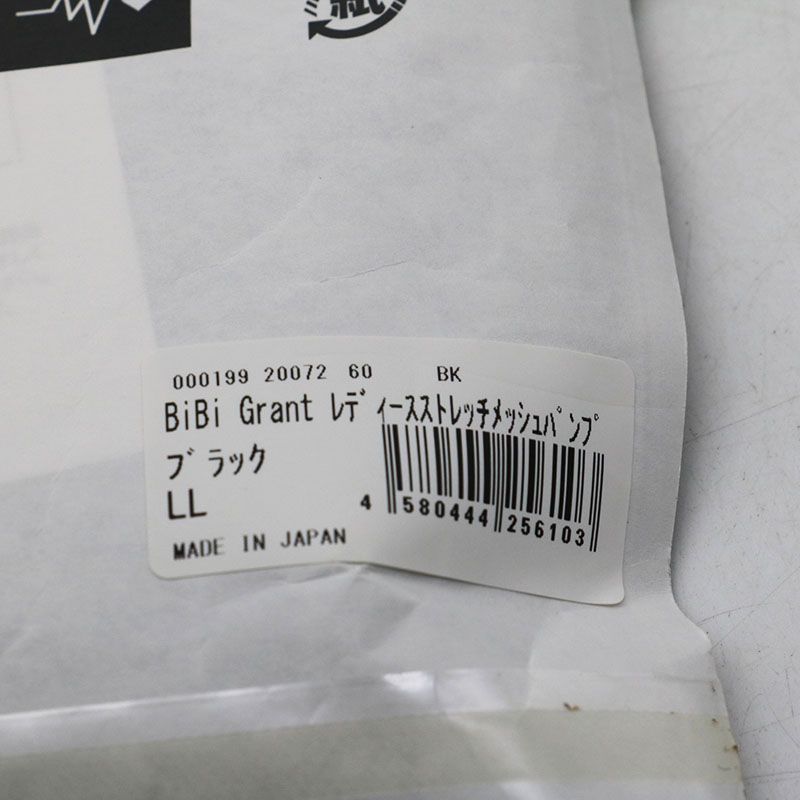 紙
000199 20072 60 BK
BiBi Grant ﾚﾃﾞｨｰｽｽﾄﾚｯﾁﾒｯｼｭﾊﾟﾝﾌﾟ
ﾌﾞﾗｯｸ
LL
4 580444 256103
MADE IN JAPAN